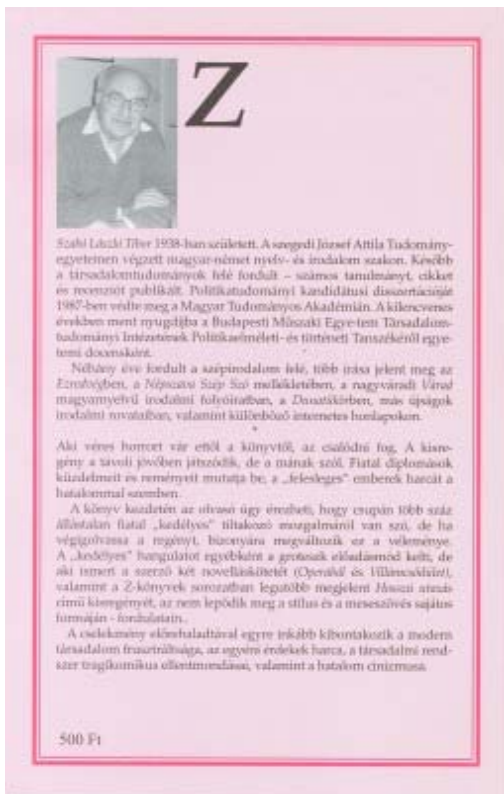 Z
Szabó László Tibor 1938-ban született. A szegedi József Attila Tudomány-
egyetemen végzett magyar-német nyelv- és irodalom szakon. Később
a társadalomtudományok felé fordult – számos tanulmányt, cikket
és recenziót publikált. Politikatudományi kandidátusi disszertációját
1987-ben védte meg a Magyar Tudományos Akadémián. A kilencvenes
években ment nyugdíjba a Budapesti Műszaki Egye-tem Társadalom-
tudományi Intézetének Politikaelméleti- és történeti Tanszékéről egye-
temi docensként.
Néhány éve fordult a szépirodalom felé, több írása jelent meg az
Ezredvégben, a Népszava Szép Szó mellékletében, a nagyváradi Várad
magyarnyelvű irodalmi folyóiratban, a Dunatükörben, más újságok
irodalmi rovataiban, valamint különböző internetes honlapokon.
*
Aki véres horrort vár ettől a könyvtől, az csalódni fog. A kisre-
gény a távoli jövőben játszódik, de a mának szól. Fiatal diplomások
küzdelmeit és reményeit mutatja be, a „felesleges” emberek harcát a
hatalommal szemben.
A könyv kezdetén az olvasó úgy érezheti, hogy csupán több száz
állástalan fiatal „kedélyes” tiltakozó mozgalmáról van szó, de ha
végigolvassa a regényt, bizonyára megváltozik ez a véleménye.
A „kedélyes” hangulatot egyébként a groteszk előadásmód kelti, de
aki ismeri a szerző két novelláskötetét (Operabál és
valamint a Z-könyvek sorozatban legutóbb megjelent Hosszú
című kisregényét, az nem lepődik meg a stílus és a meseszövés sajátos
formáján - fordulatain.
A cselekmény előrehaladtával egyre inkább kibontakozik a modern
társadalom frusztráltsága, az egyéni érdekek harca, a társadalmi rend-
szer tragikomikus ellentmondásai, valamint a hatalom cinizmusa.
500 Ft